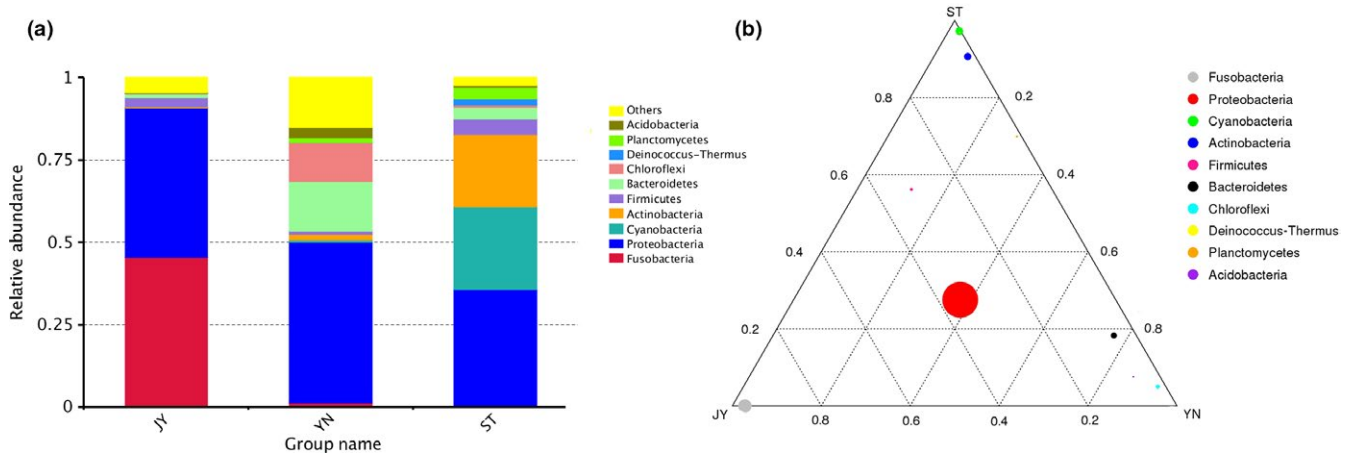 (a)
Relative abundance
1
0.75
0.5
0.25
0
JY
YN
ST
Group name
Others
Acidobacteria
Planctomycetes
Deinococcus-Thermus
Chloroflexi
Bacteroidetes
Firmicutes
Actinobacteria
Cyanobacteria
Proteobacteria
Fusobacteria
(b)
ST
0.8
0.2
0.6
0.4
0.4
0.6
0.2
0.8
JY
YN
0.8
0.6
0.4
0.2
Fusobacteria
Proteobacteria
Cyanobacteria
Actinobacteria
Firmicutes
Bacteroidetes
Chloroflexi
Deinococcus-Thermus
Planctomycetes
Acidobacteria